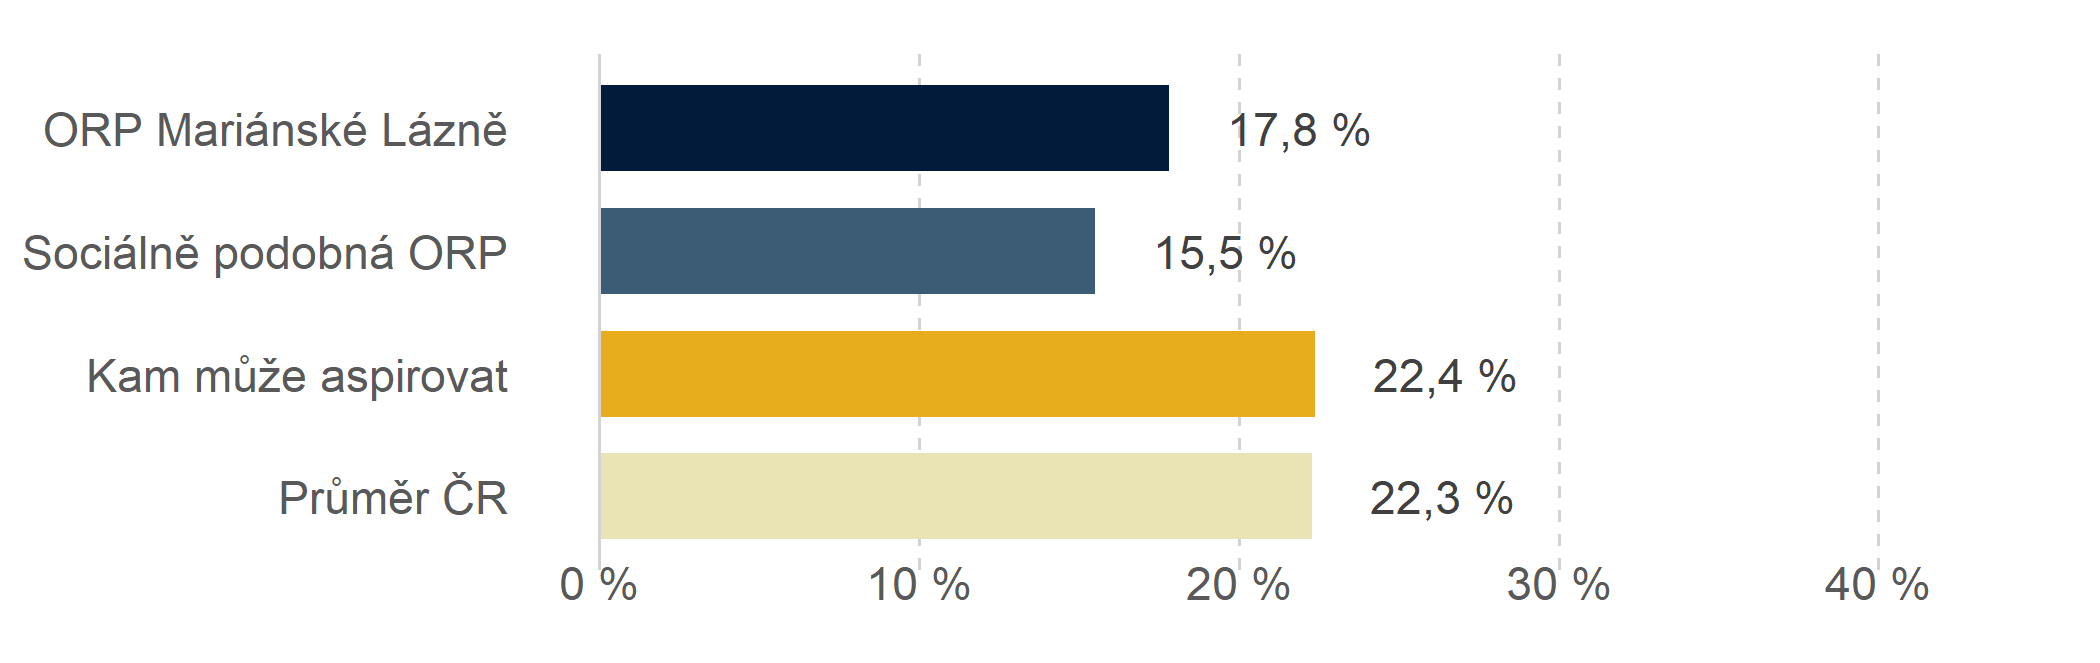 ORP Mariánské Lázně
17,8 %
Sociálně podobná ORP
15,5 %
Kam může aspirovat
22,4 %
Průměr ČR
22,3 %
0 %
10 %
20 %
30 %
40 %